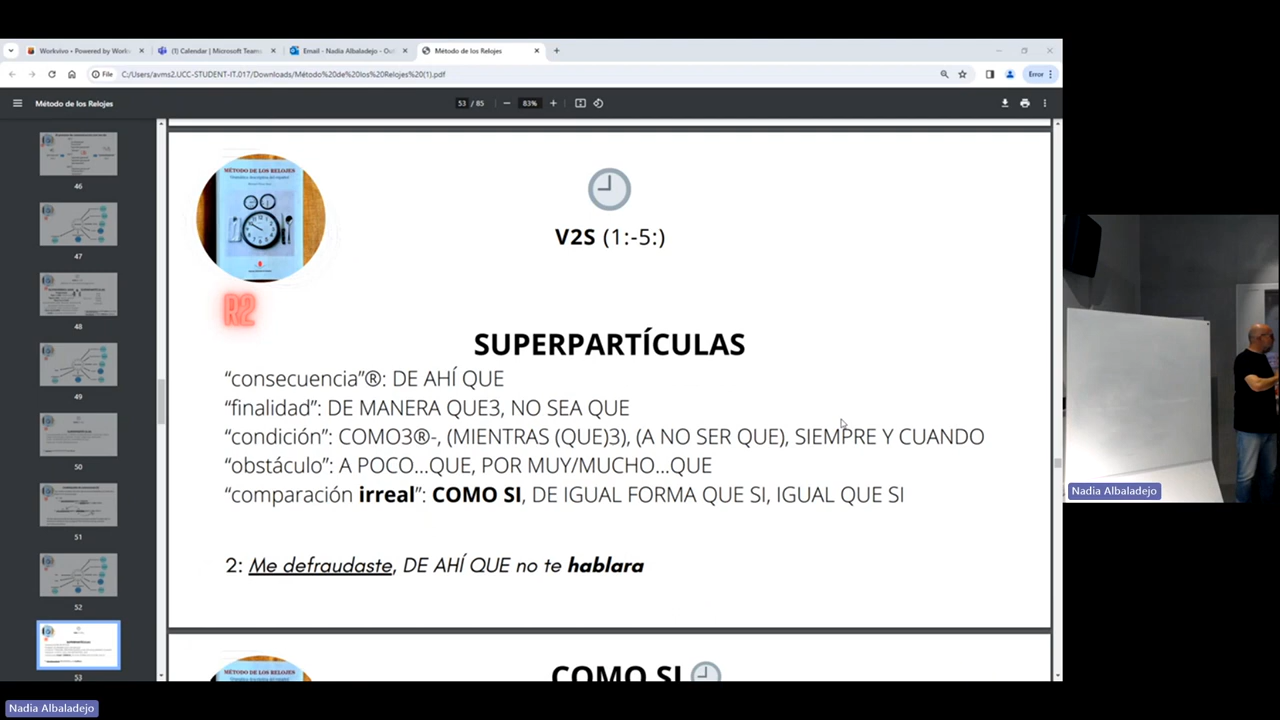 Workvivo • Powered by Work
(1) Calendar | Microsoft Teams
Email - Nadia Albaladejo - Out
Método de los Relojes
File
C:/Users/avms2.UCC-STUDENT-IT.017/Downloads/Método%20de%20los%20Relojes%20(1).pdf
Error
Método de los Relojes
53 / 85
83%
46
47
48
49
50
51
52
53
MÉTODO DE LOS RELOJES
V2S (1:-5:)
R2
SUPERPARTÍCULAS
“consecuencia”®: DE AHÍ QUE
“finalidad”: DE MANERA QUE3, NO SEA QUE
“condición”: COMO3®-, (MIENTRAS (QUE)3), (A NO SER QUE), SIEMPRE Y CUANDO
“obstáculo”: A POCO...QUE, POR MUY/MUCHO...QUE
“comparación irreal”: COMO SI, DE IGUAL FORMA QUE SI, IGUAL QUE SI
2: Me defraudaste, DE AHÍ QUE no te hablara
MÉTODO DE LOS RELOJES
COMO SI
Nadia Albaladejo
Nadia Albaladejo